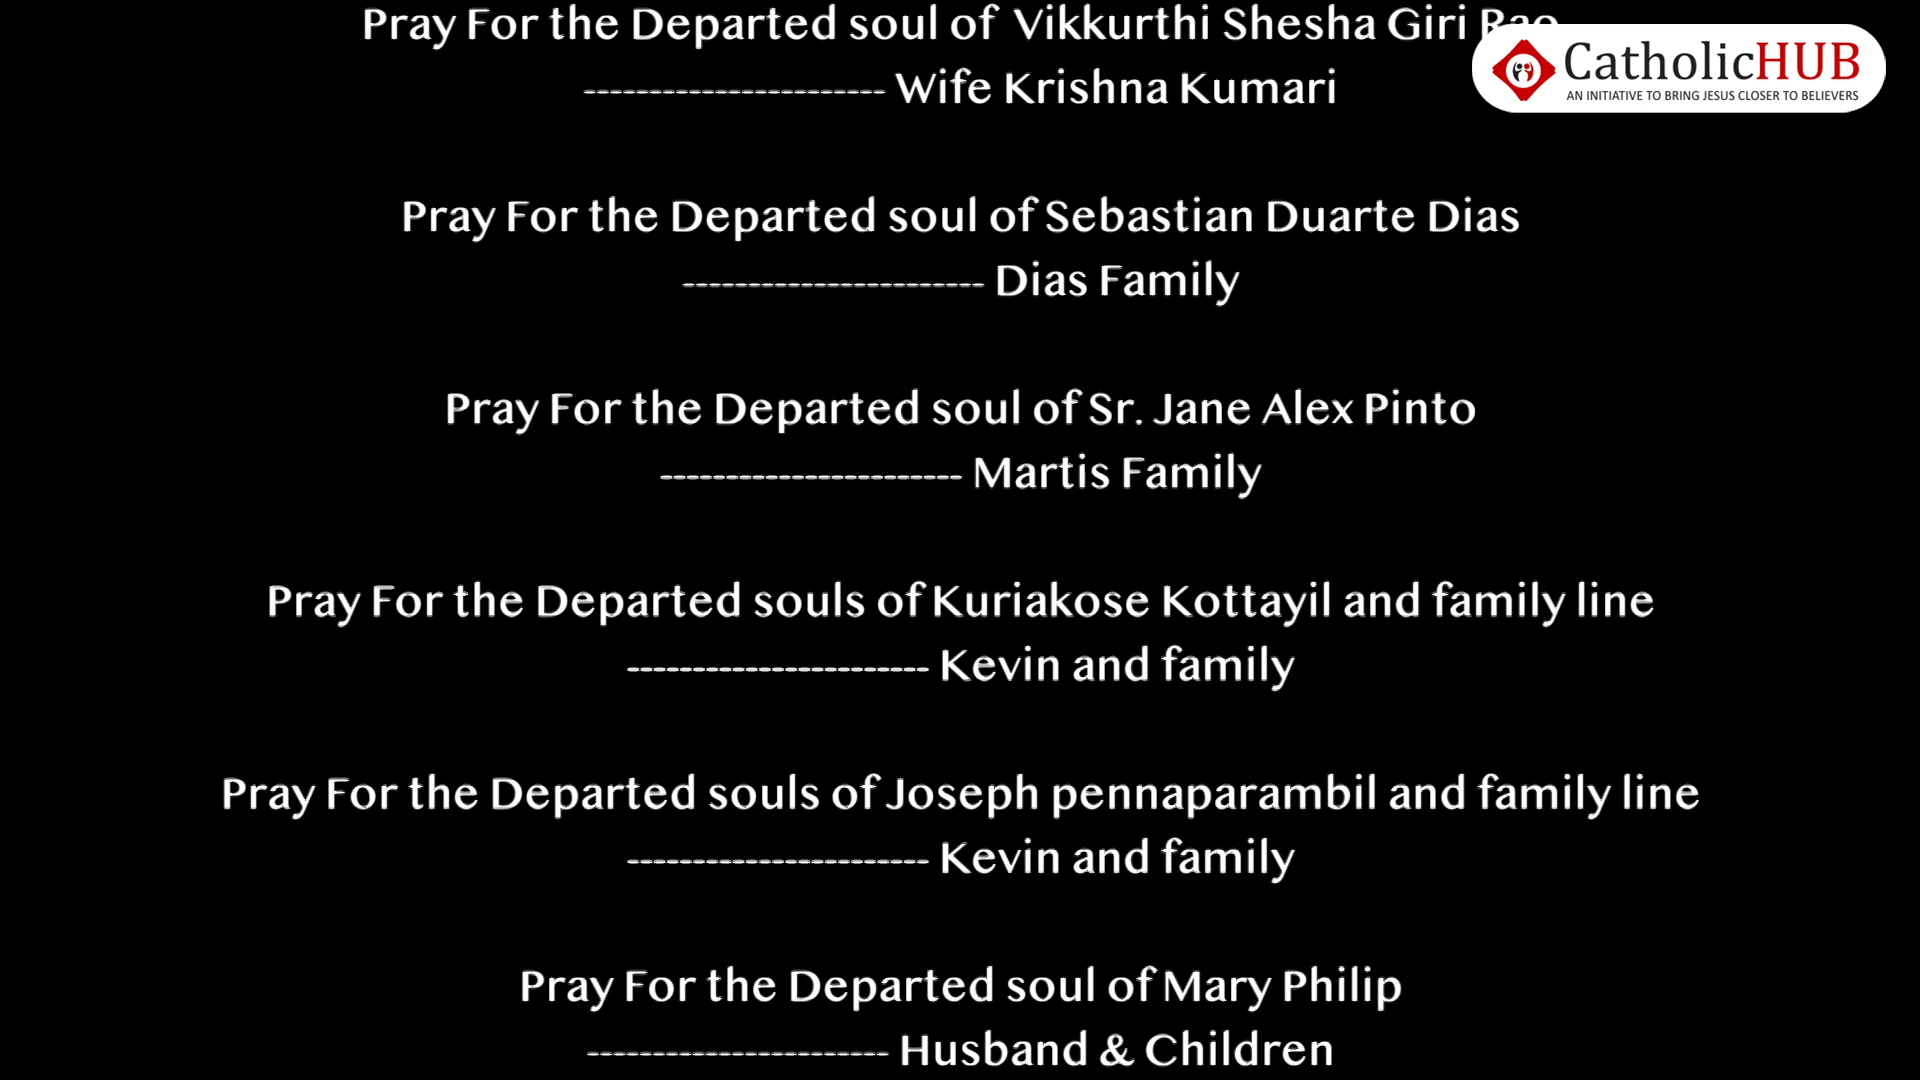 Pray For the Departed soul of Vikkurthi Shesha Giri Rao
----------------------- Wife Krishna Kumari
CatholicHUB
AN INITIATIVE TO BRING JESUS CLOSER TO BELIEVERS
Pray For the Departed soul of Sebastian Duarte Dias
----------------------- Dias Family
Pray For the Departed soul of Sr. Jane Alex Pinto
----------------------- Martis Family
Pray For the Departed souls of Kuriakose Kottayil and family line
----------------------- Kevin and family
Pray For the Departed souls of Joseph pennaparambil and family line
----------------------- Kevin and family
Pray For the Departed soul of Mary Philip
----------------------- Husband & Children